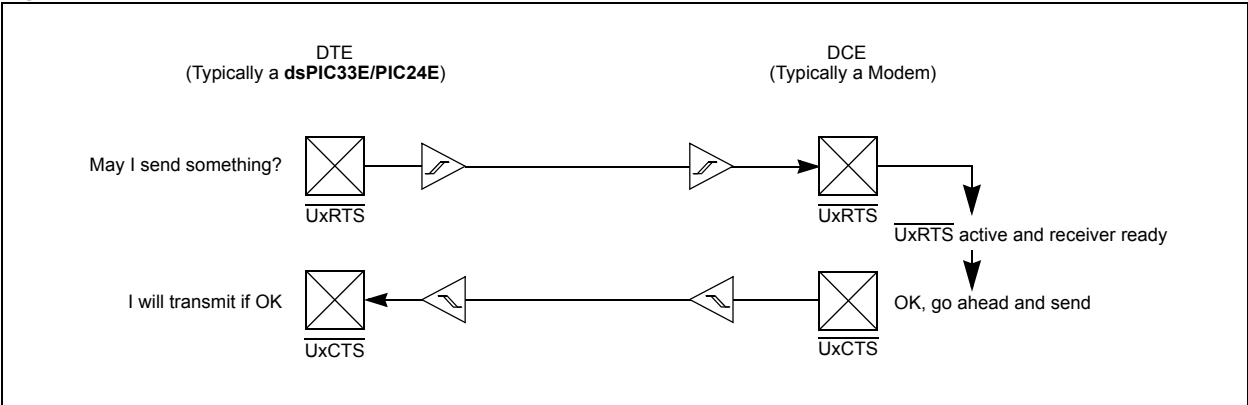 DTE
(Typically a dsPIC33E/PIC24E)
DCE
(Typically a Modem)
May I send something?
UxRTS
UxRTS
UxRTS active and receiver ready
I will transmit if OK
OK, go ahead and send
UxCTS
UxCTS